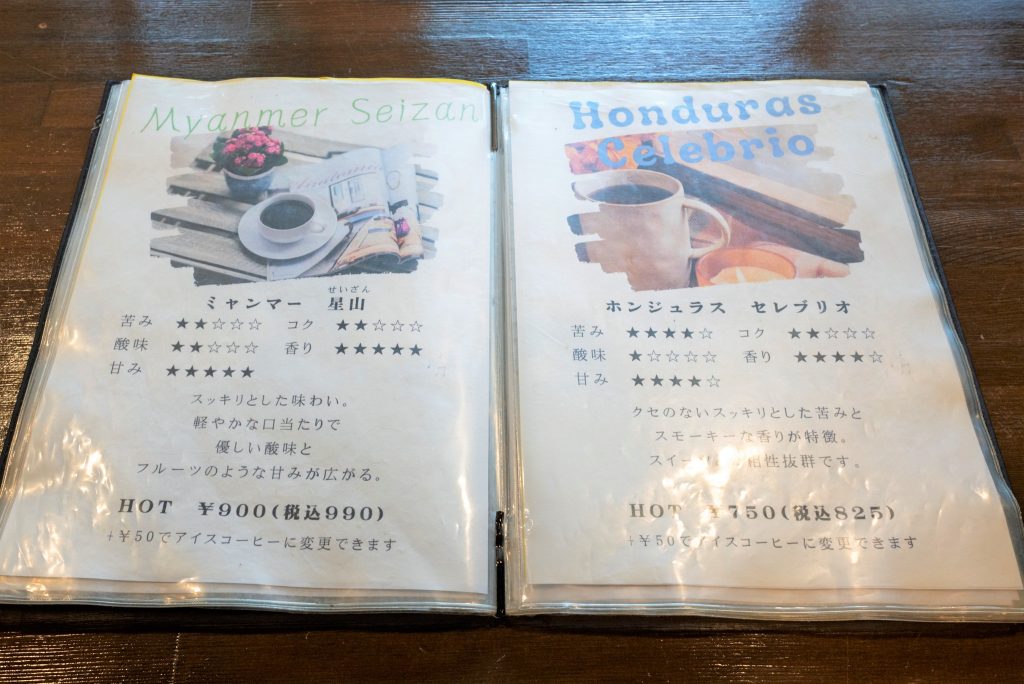 Myanmer Seizan
せいざん
ミャンマー 星山
苦み ★★☆☆☆ コク ★★☆☆☆
酸味 ★★☆☆☆ 香り ★★★★★
甘み ★★★★★
スッキリとした味わい。
軽やかな口当たりで
優しい酸味と
フルーツのような甘みが広がる。
HOT ¥900(税込990)
+¥50でアイスコーヒーに変更できます
Honduras
Celebrio
ホンジュラス セレブリオ
苦み ★★★★☆ コク ★★☆☆☆
酸味 ★☆☆☆☆ 香り ★★★★☆
甘み ★★★★☆
クセのないスッキリとした苦みと
スモーキーな香りが特徴。
相性抜群です。
HOT ¥750(税込825)
+¥50でアイスコーヒーに変更できます